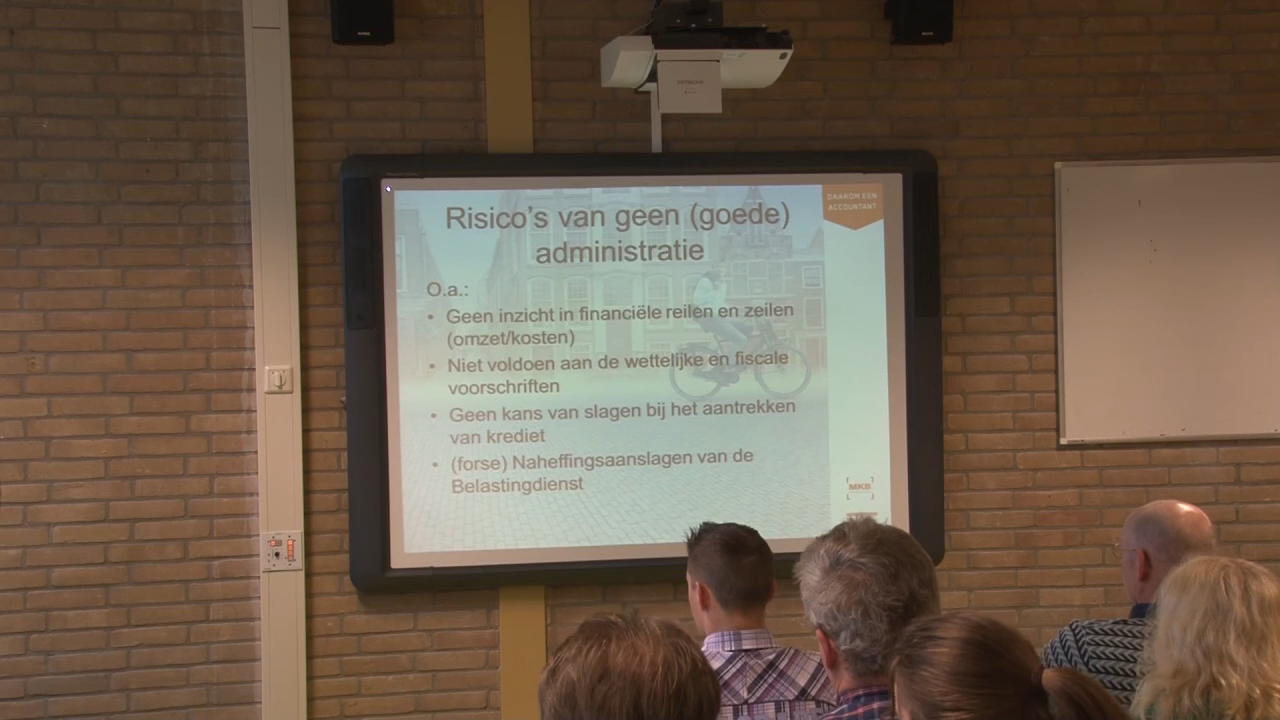 HITACHI
DAAROM EEN
ACCOUNTANT
Risico's van geen (goede)
administratie
O.a.:
• Geen inzicht in financiële reilen en zeilen
(omzet/kosten)
• Niet voldoen aan de wettelijke en fiscale
voorschriften
• Geen kans van slagen bij het aantrekken
van krediet
• (forse) Naheffingsaanslagen van de
Belastingdienst
MKB